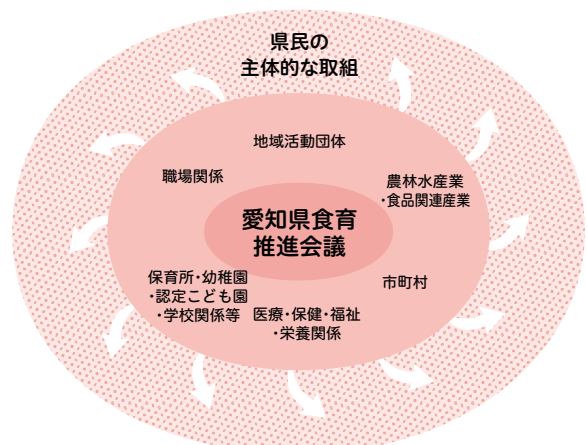 県民の
主体的な取組
地域活動団体
職場関係
農林水産業
・食品関連産業
愛知県食育
推進会議
保育所・幼稚園
・認定こども園
・学校関係等
市町村
医療・保健・福祉
・栄養関係